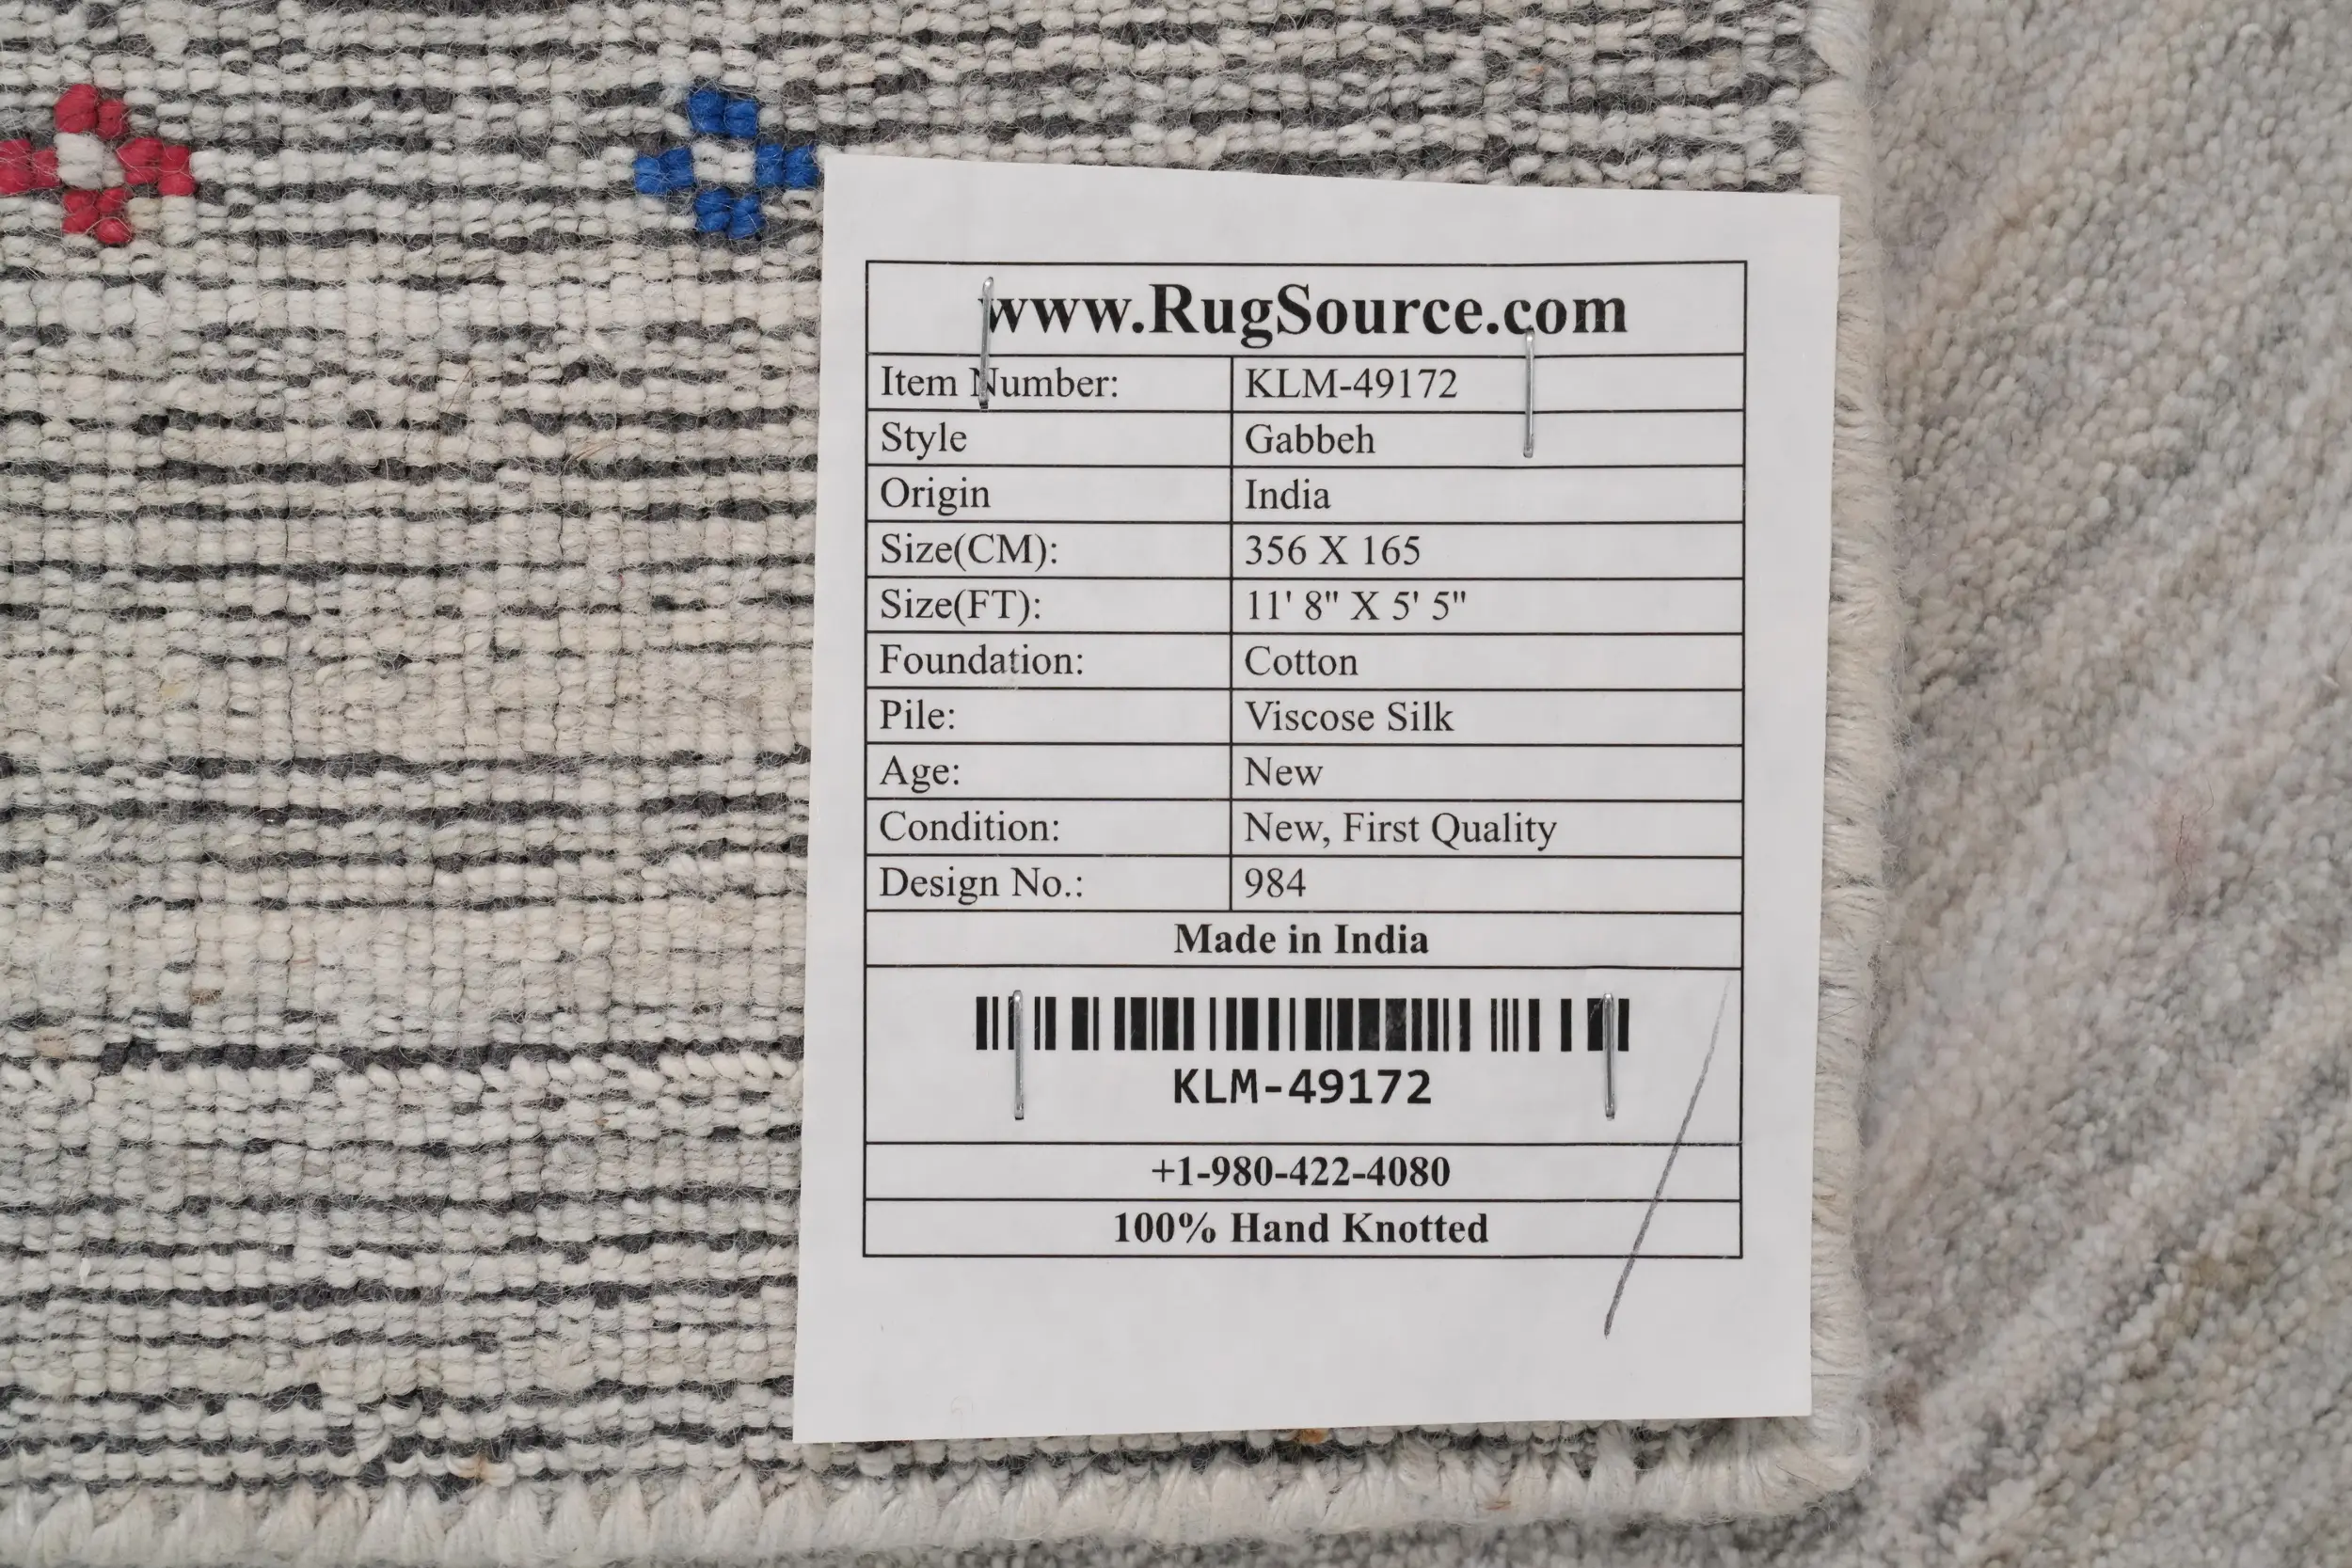 www.RugSource.com
Item Number: KLM-49172
Style Gabbeh
Origin India
Size(CM): 356 X 165
Size(FT): 11' 8" X 5' 5"
Foundation: Cotton
Pile: Viscose Silk
Age: New
Condition: New, First Quality
Design No.: 984
Made in India
KLM-49172
+1-980-422-4080
100% Hand Knotted